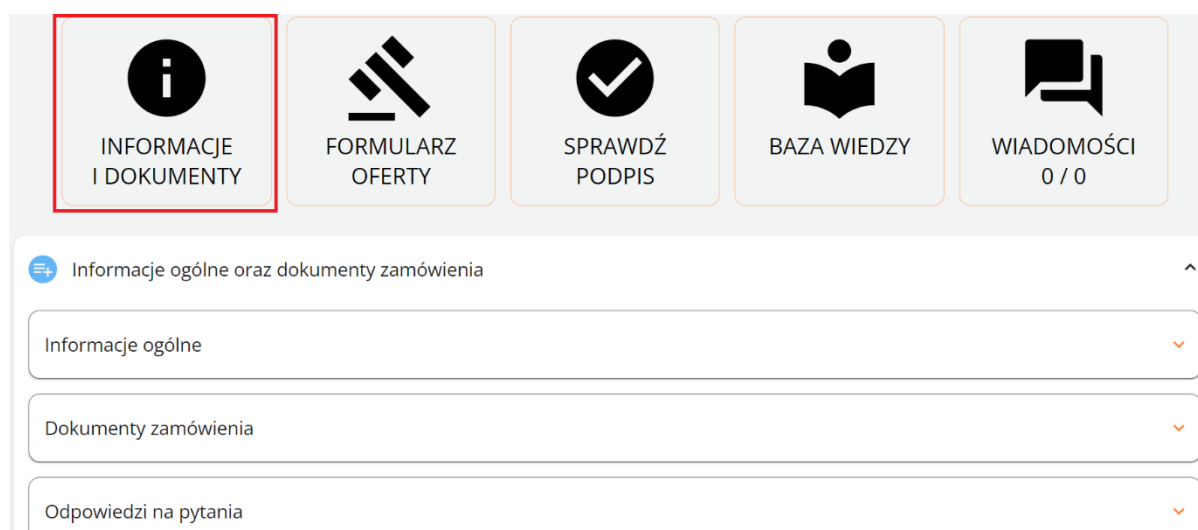 INFORMACJE
I DOKUMENTY
FORMULARZ
OFERTY
SPRAWDŹ
PODPIS
BAZA WIEDZY
WIADOMOŚCI
0 / 0
Informacje ogólne oraz dokumenty zamówienia
Informacje ogólne
Dokumenty zamówienia
Odpowiedzi na pytania